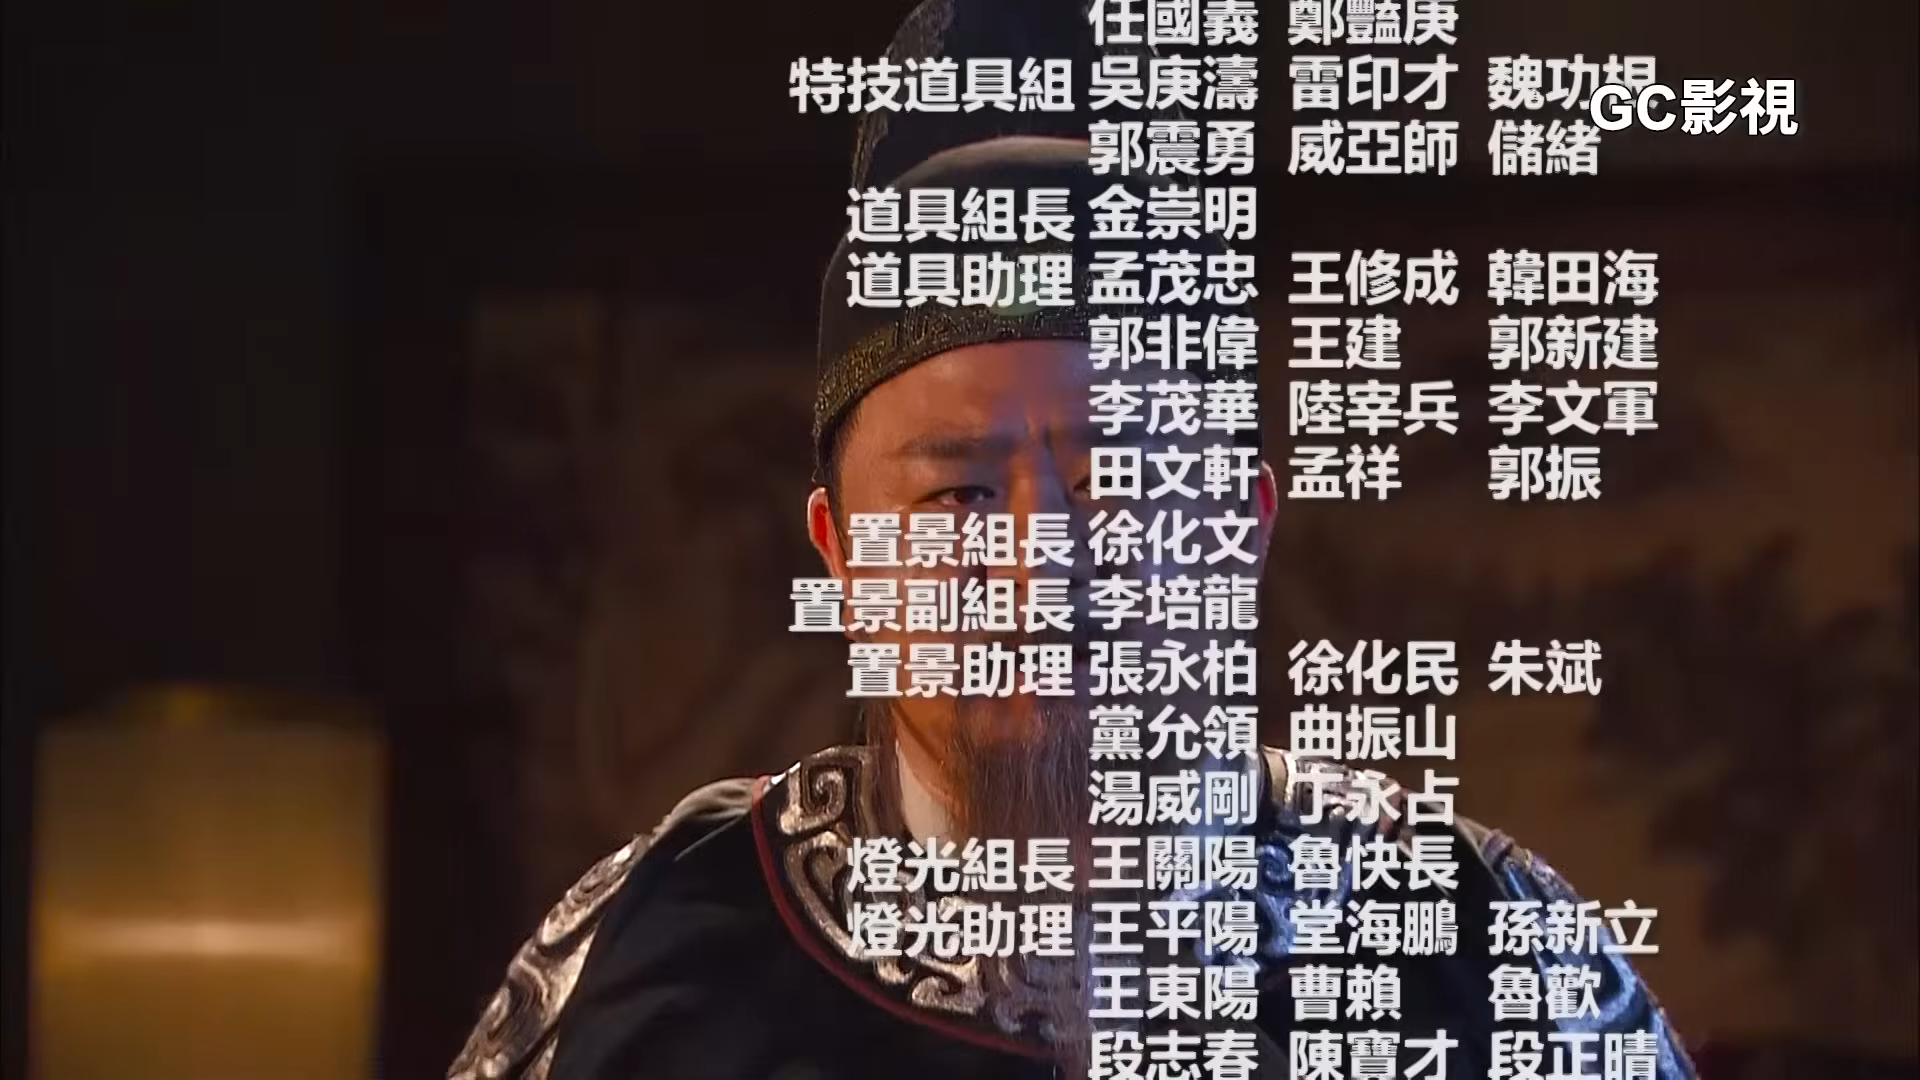 任國義 鄭豔庚
特技道具組 吳庚濤 雷印才 魏功根
GC影視
郭震勇 威亞師 儲緒
道具組長 金崇明
道具助理 孟茂忠 王修成 韓田海
郭非偉 王建 郭新建
李茂華 陸宰兵 李文軍
田文軒 孟祥 郭振
置景組長 徐化文
置景副組長 李培龍
置景助理 張永柏 徐化民 朱斌
黨允領 曲振山
湯威剛 丁永占
燈光組長 王關陽 魯快長
燈光助理 王平陽 堂海鵬 孫新立
王東陽 曹賴 魯歡
段志春 陳寶才 段正晴